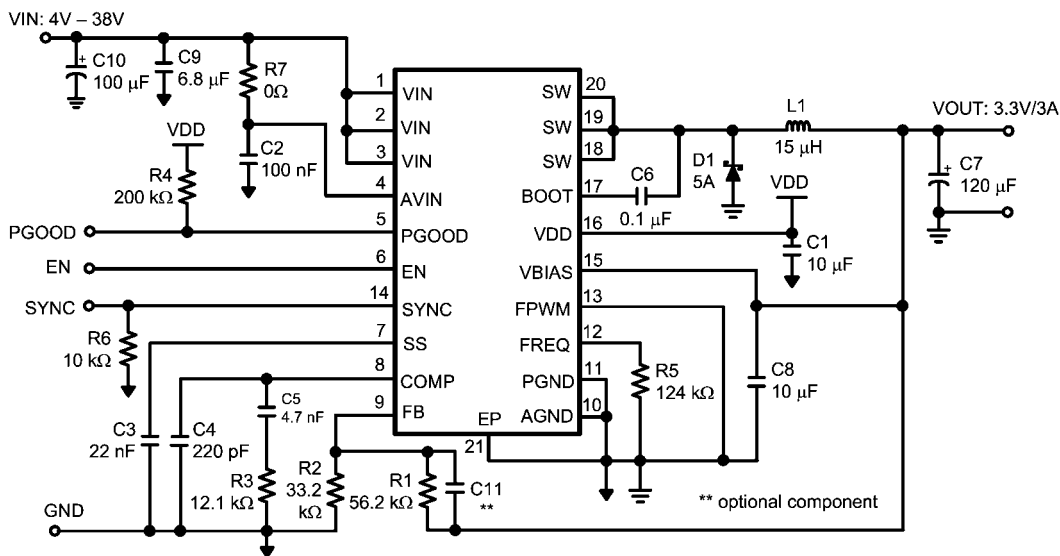 VIN: 4V – 38V
C10
100 µF
C9
6.8 µF
R7
0Ω
C2
100 nF
VDD
R4
200 kΩ
PGOOD
EN
SYNC
R6
10 kΩ
C3
22 nF
C4
220 pF
C5
4.7 nF
R3
12.1 kΩ
R2
33.2
kΩ
R1
56.2 kΩ
C11
**
GND
1
VIN
2
VIN
3
VIN
4
AVIN
5
PGOOD
6
EN
14
SYNC
7
SS
8
COMP
9
FB
EP
21
20
SW
19
SW
18
SW
17
BOOT
16
VDD
15
VBIAS
13
FPWM
12
FREQ
11
PGND
10
AGND
C6
0.1 µF
D1
5A
L1
15 µH
VOUT: 3.3V/3A
C7
120 µF
VDD
C1
10 µF
R5
124 kΩ
C8
10 µF
** optional component